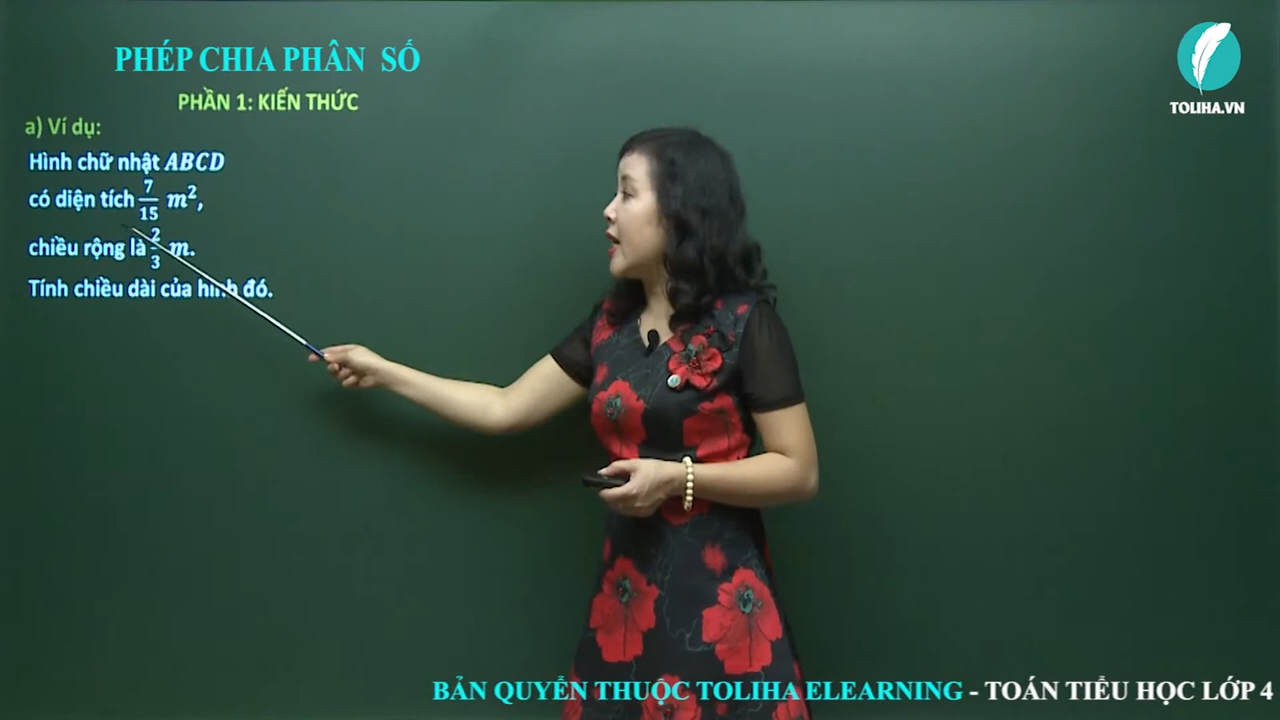 PHÉP CHIA PHÂN SỐ
PHẦN 1: KIẾN THỨC
a) Ví dụ:
Hình chữ nhật ABCD
có diện tích 7/15 m²,
chiều rộng là 2/3 m.
Tính chiều dài của hình đó.
TOLIHA.VN
BẢN QUYỀN THUỘC TOLIHA ELEARNING - TOÁN TIỂU HỌC LỚP 4